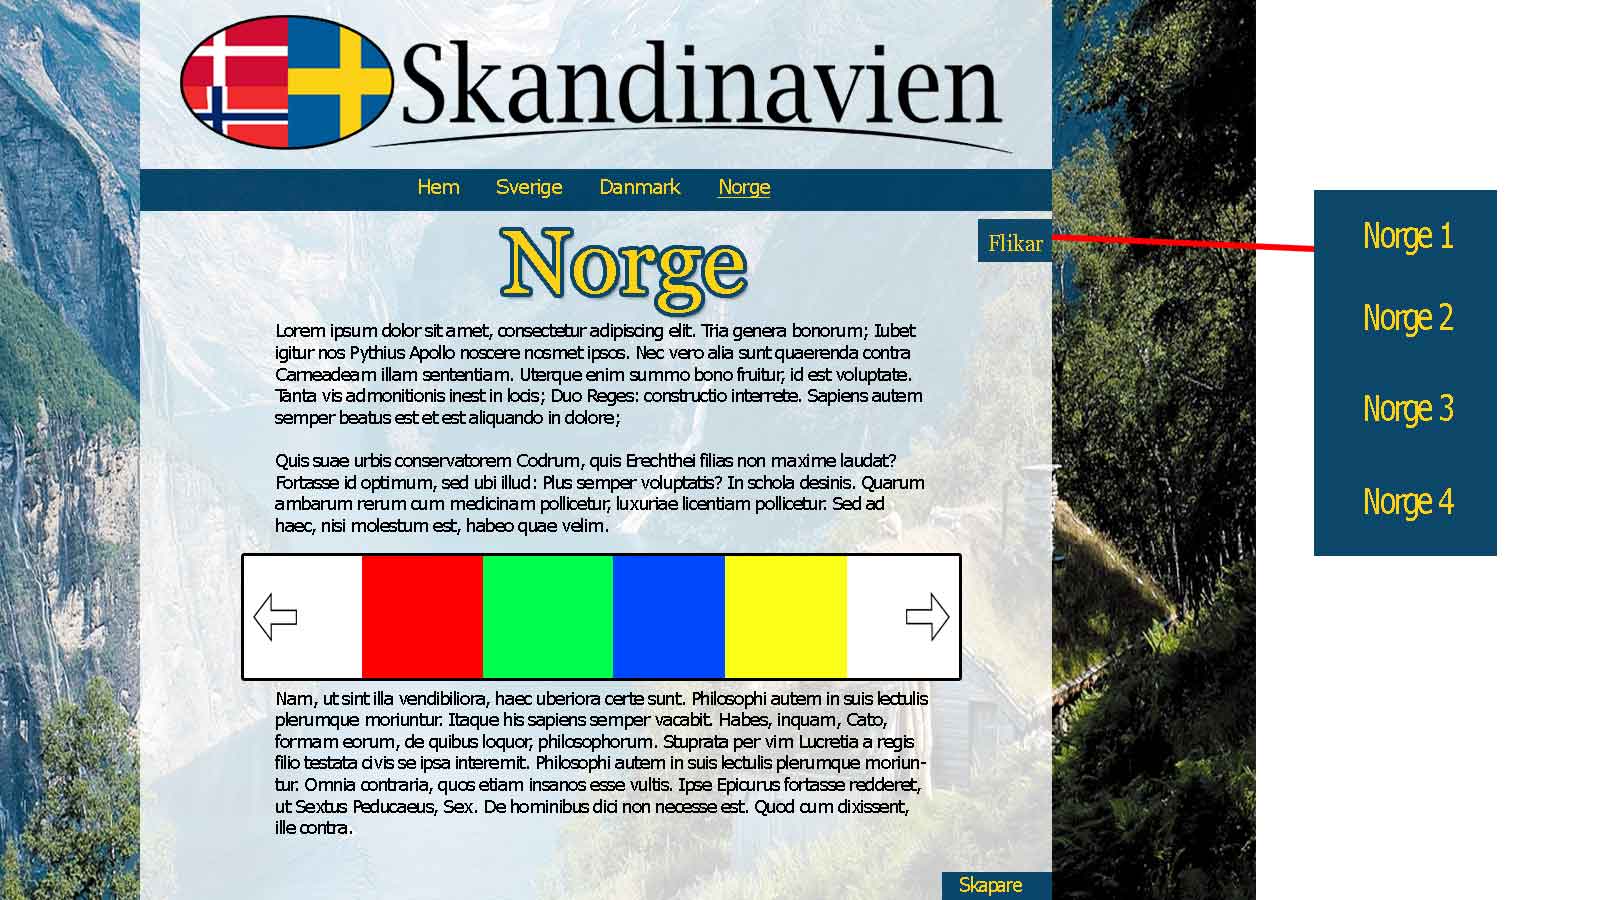 Skandinavien
Hem Sverige Danmark Norge
Norge
Flikar
Lorem ipsum dolor sit amet, consectetur adipiscing elit. Tria genera bonorum; Iubet
igitur nos Pythius Apollo noscere nosmet ipsos. Nec vero alia sunt quaerenda contra
Carneadeam illam sententiam. Uterque enim summo bono fruitur, id est voluptate.
Tanta vis admonitionis inest in locis; Duo Reges: constructio interrete. Sapiens autem
semper beatus est et est aliquando in dolore;
Quis suae urbis conservatorem Codrum, quis Erechthei filias non maxime laudat?
Fortasse id optimum, sed ubi illud: Plus semper voluptatis? In schola desinis. Quarum
ambarum rerum cum medicinam pollicetur, luxuriae licentiam pollicetur. Sed ad
haec, nisi molestum est, habeo quae velim.
Nam, ut sint illa vendibiliora, haec uberiora certe sunt. Philosophi autem in suis lectulis
plerumque moriuntur. Itaque his sapiens semper vacabit. Habes, inquam, Cato,
formam eorum, de quibus loquor, philosophorum. Stuprata per vim Lucretia a regis
filio testata civis se ipsa interemit. Philosophi autem in suis lectulis plerumque moriun-
tur. Omnia contraria, quos etiam insanos esse vultis. Ipse Epicurus fortasse redderet,
ut Sextus Peducaeus, Sex. De hominibus dici non necesse est. Quod cum dixissent,
ille contra.
Skapare
Norge 1
Norge 2
Norge 3
Norge 4